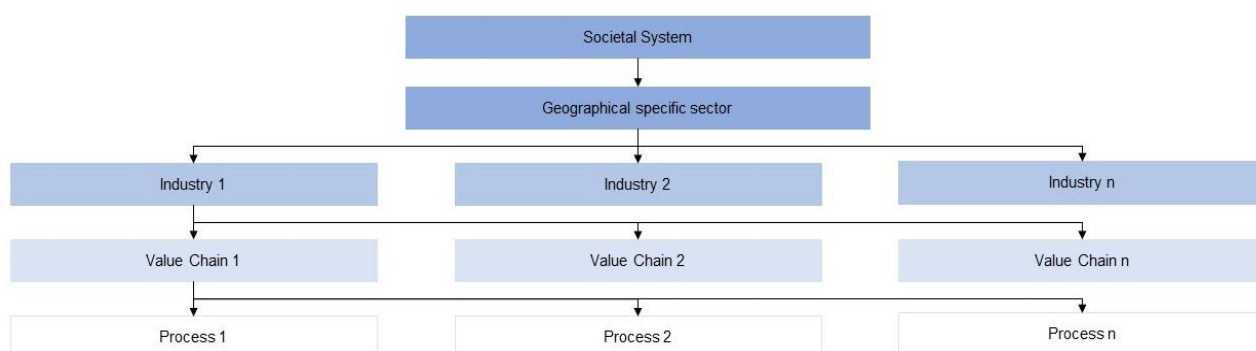 Societal System
Geographical specific sector
Industry 1
Industry 2
Industry n
Value Chain 1
Value Chain 2
Value Chain n
Process 1
Process 2
Process n